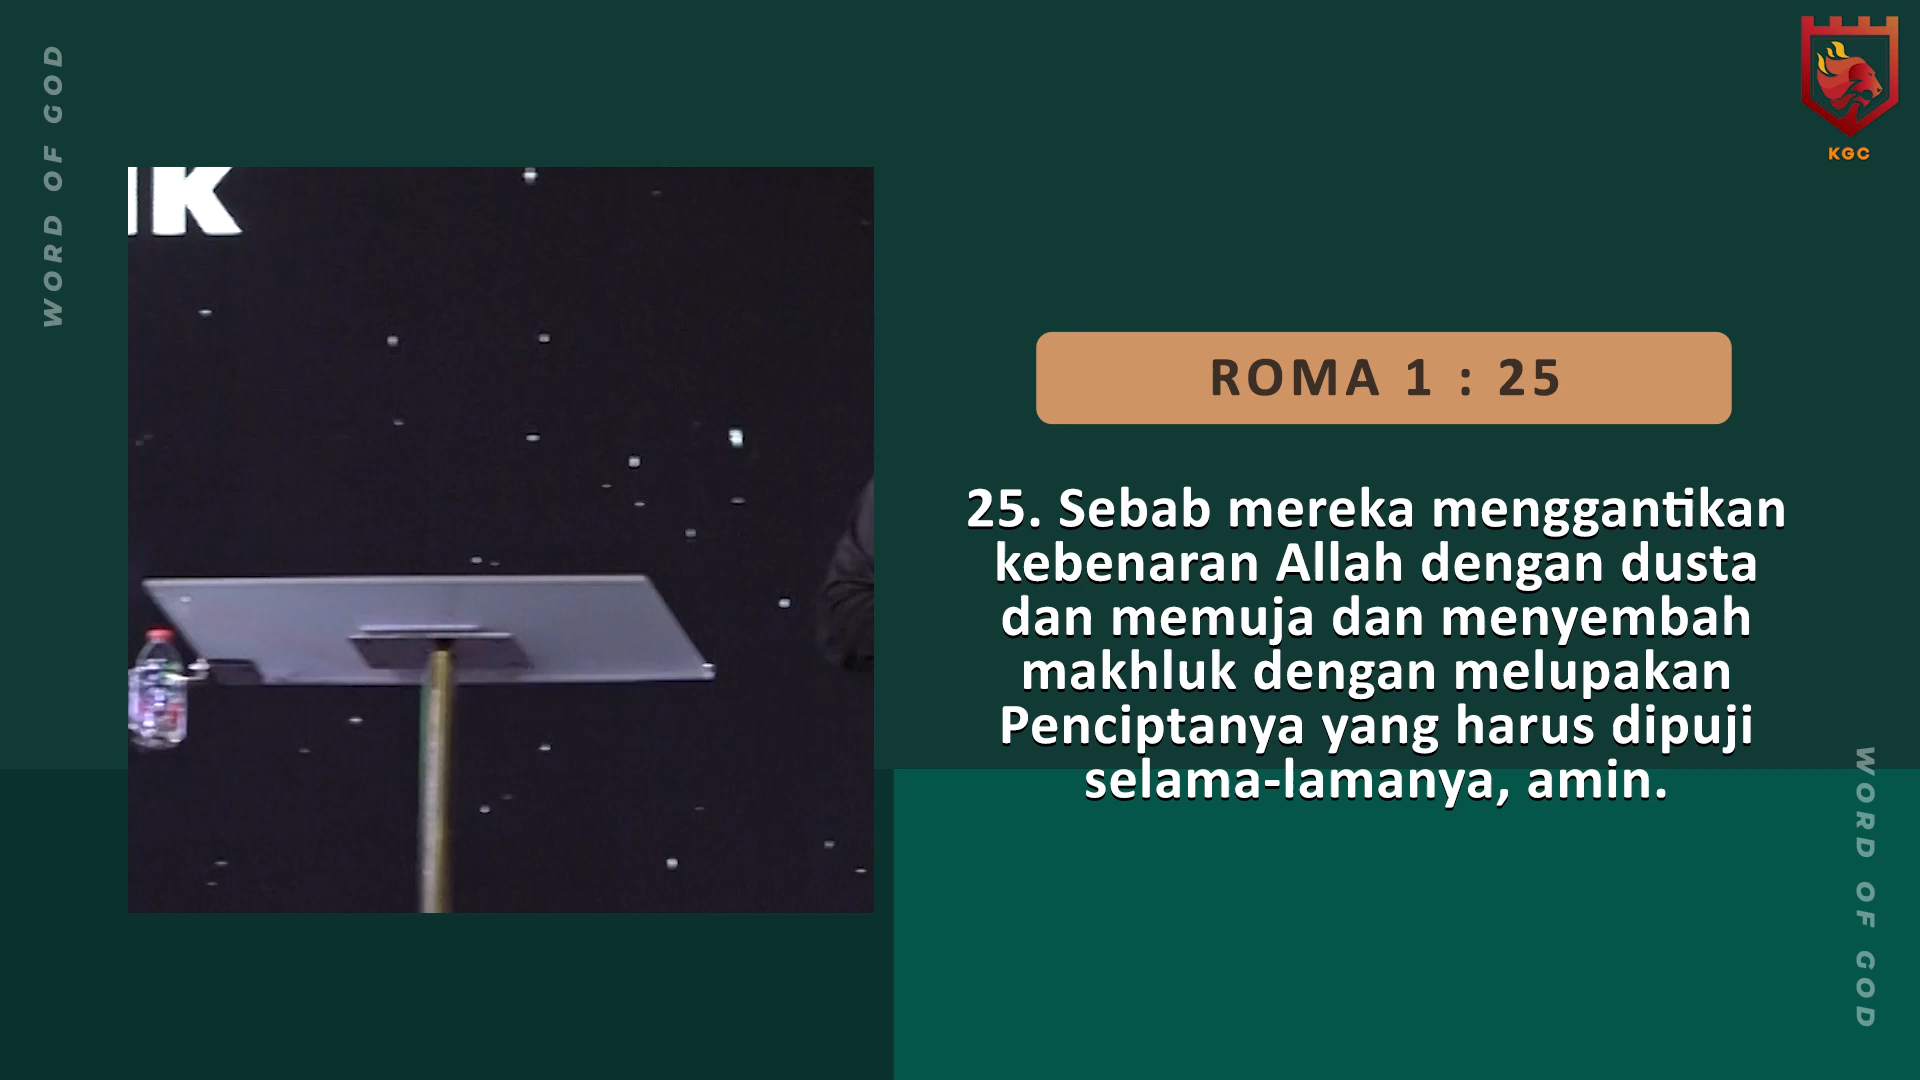 WORD OF GOD
KGC
ROMA 1 : 25
25. Sebab mereka menggantikan
kebenaran Allah dengan dusta
dan memuja dan menyembah
makhluk dengan melupakan
Penciptanya yang harus dipuji
selama-lamanya, amin.
WORD OF GOD